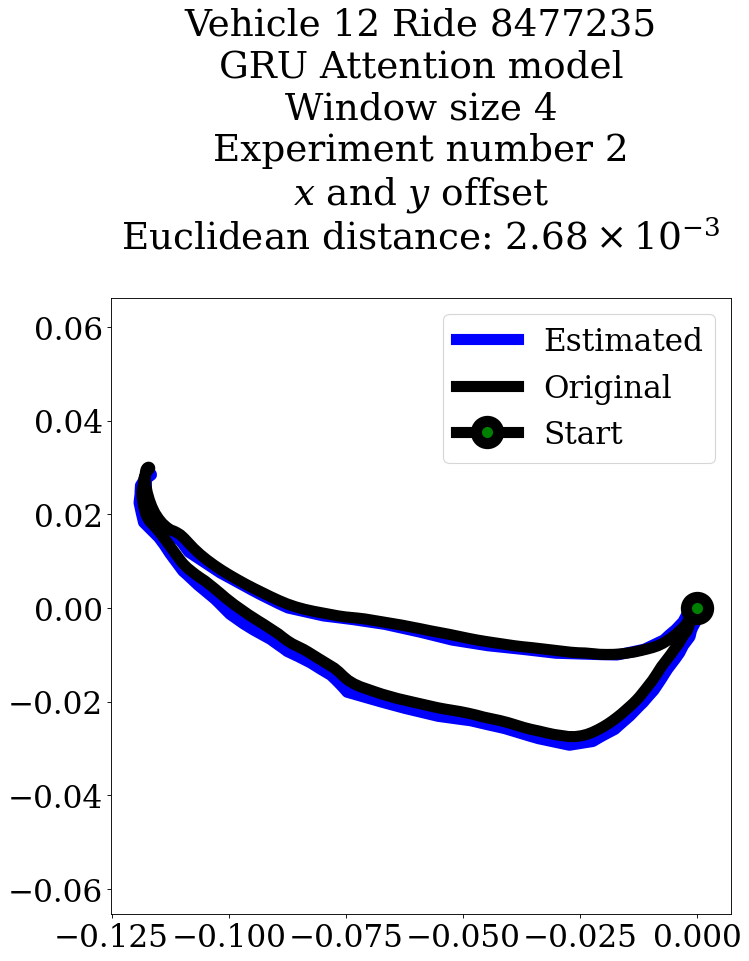 Vehicle 12 Ride 8477235
GRU Attention model
Window size 4
Experiment number 2
x and y offset
Euclidean distance: 2.68 × 10⁻³
Estimated
Original
Start
0.06
0.04
0.02
0.00
−0.02
−0.04
−0.06
−0.125 −0.100 −0.075 −0.050 −0.025 0.000